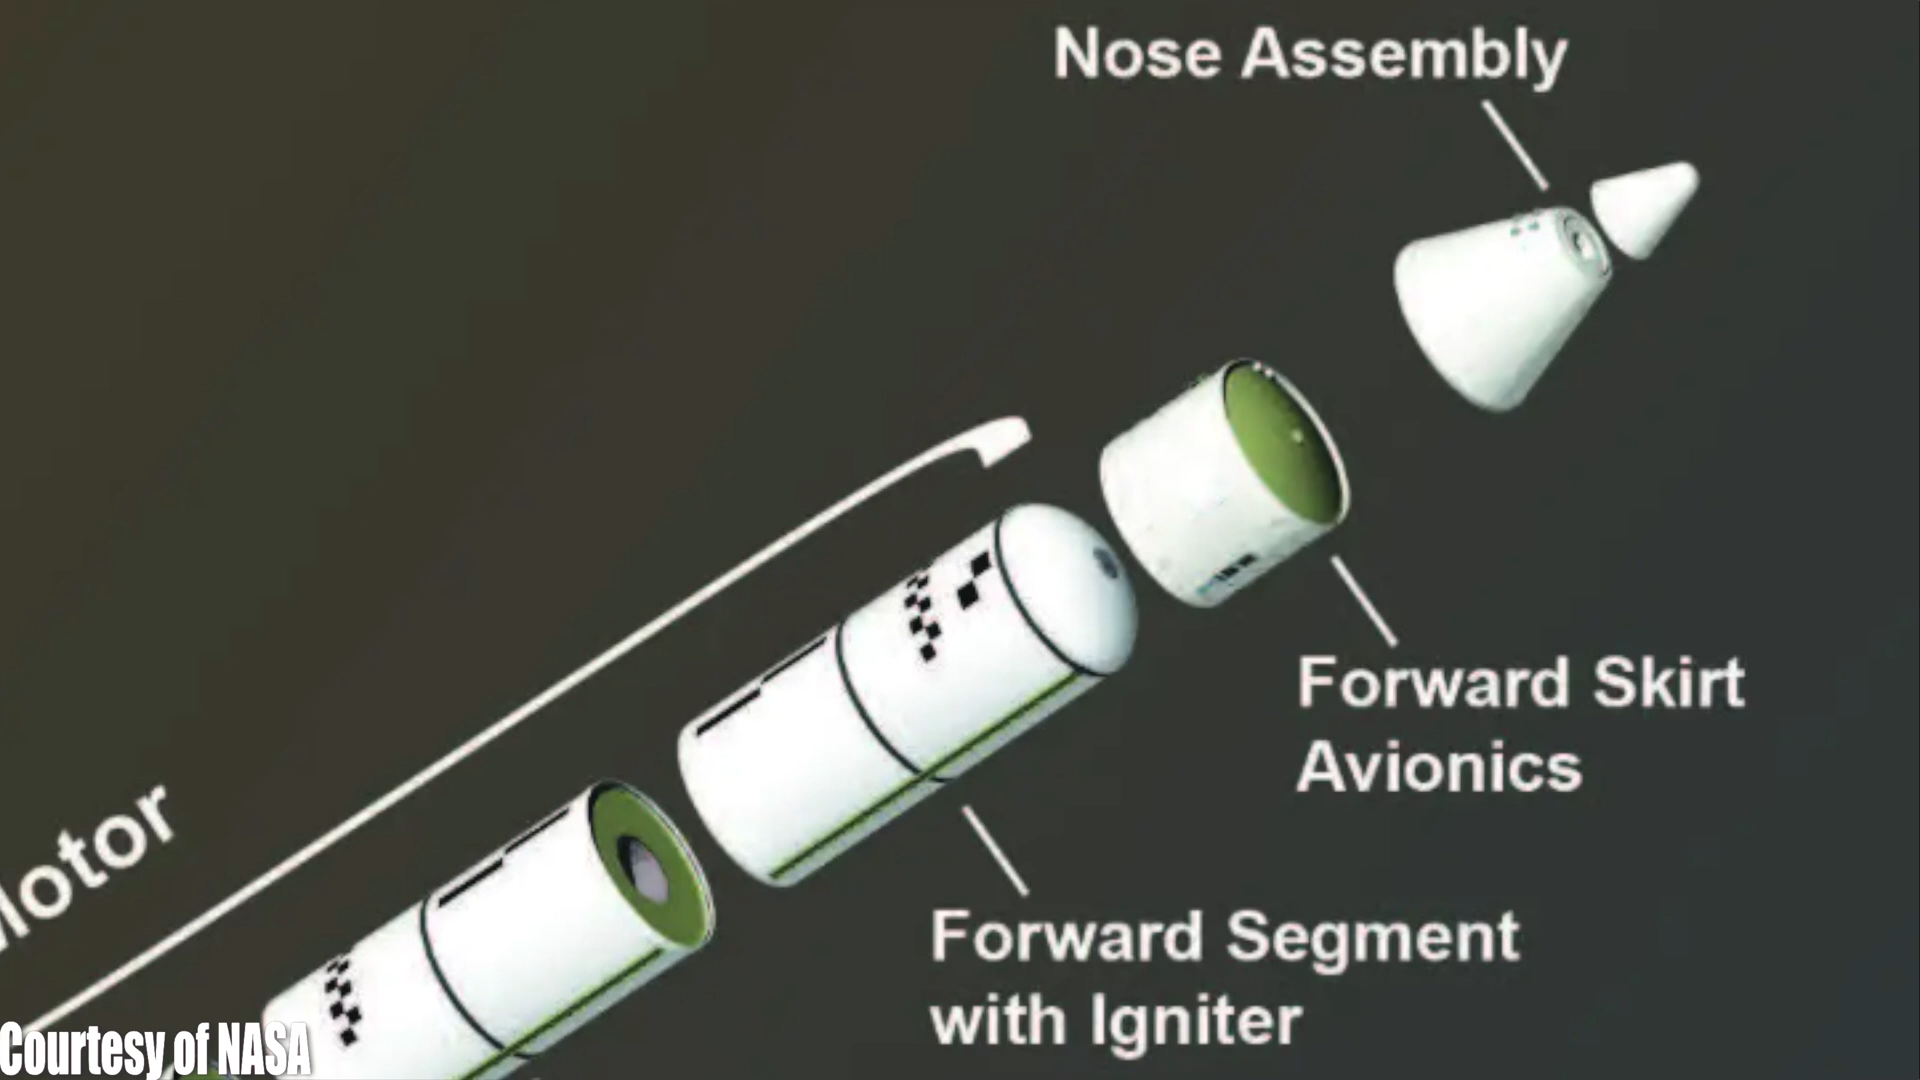 Nose Assembly
Forward Skirt
Avionics
Forward Segment
with Igniter
Courtesy of NASA